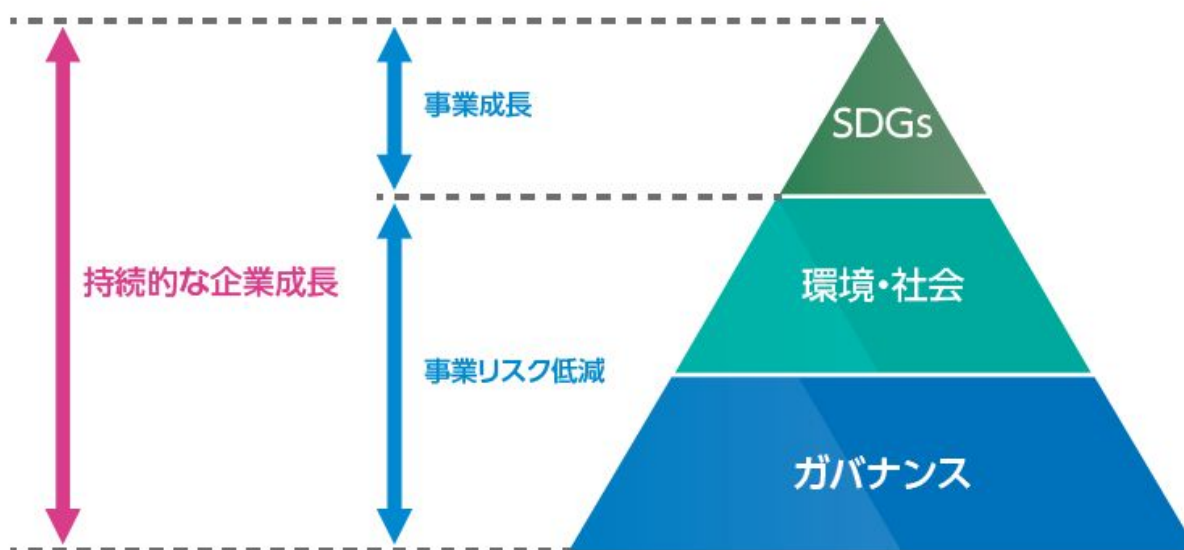 事業成長
SDGs
持続的な企業成長
環境・社会
事業リスク低減
ガバナンス